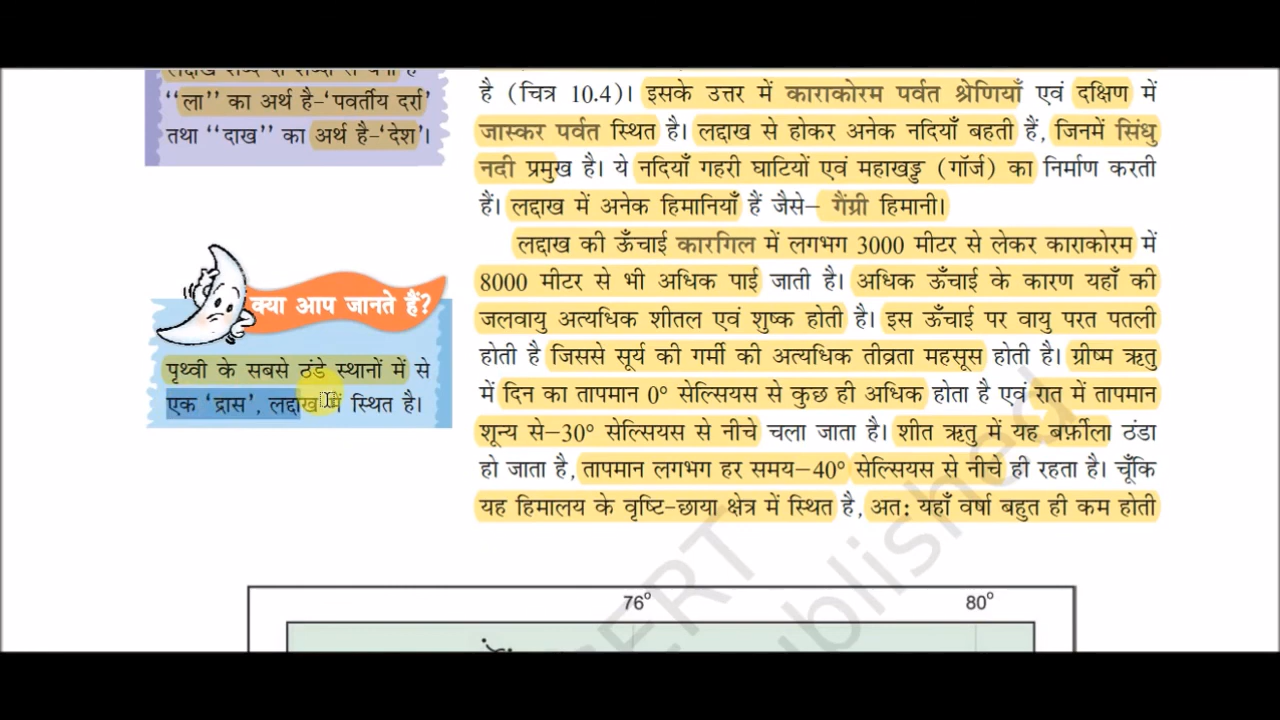 लद्दाख शब्द दो शब्दों से बना है
“ला” का अर्थ है-‘पवर्तीय दर्रा’
तथा “दाख” का अर्थ है-‘देश’।
क्या आप जानते हैं?
पृथ्वी के सबसे ठंडे स्थानों में से
एक ‘द्रास’, लद्दाख में स्थित है।
है (चित्र 10.4)। इसके उत्तर में काराकोरम पर्वत श्रेणियाँ एवं दक्षिण में
जास्कर पर्वत स्थित है। लद्दाख से होकर अनेक नदियाँ बहती हैं, जिनमें सिंधु
नदी प्रमुख है। ये नदियाँ गहरी घाटियों एवं महाखड्ड (गॉर्ज) का निर्माण करती
हैं। लद्दाख में अनेक हिमानियाँ हैं जैसे– गैंग्री हिमानी।
लद्दाख की ऊँचाई कारगिल में लगभग 3000 मीटर से लेकर काराकोरम में
8000 मीटर से भी अधिक पाई जाती है। अधिक ऊँचाई के कारण यहाँ की
जलवायु अत्यधिक शीतल एवं शुष्क होती है। इस ऊँचाई पर वायु परत पतली
होती है जिससे सूर्य की गर्मी की अत्यधिक तीव्रता महसूस होती है। ग्रीष्म ऋतु
में दिन का तापमान 0° सेल्सियस से कुछ ही अधिक होता है एवं रात में तापमान
शून्य से–30° सेल्सियस से नीचे चला जाता है। शीत ऋतु में यह बर्फ़ीला ठंडा
हो जाता है, तापमान लगभग हर समय–40° सेल्सियस से नीचे ही रहता है। चूँकि
यह हिमालय के वृष्टि-छाया क्षेत्र में स्थित है, अत: यहाँ वर्षा बहुत ही कम होती
76° 80°